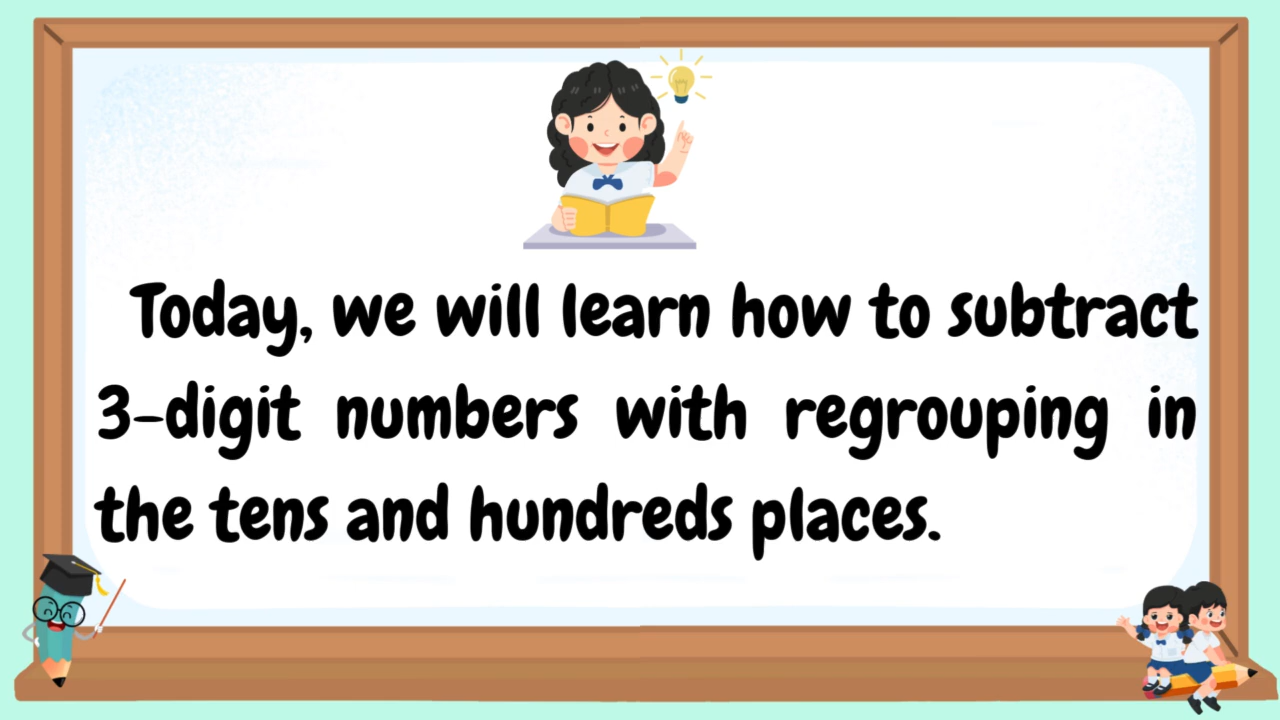 Today, we will learn how to subtract
3-digit numbers with regrouping in
the tens and hundreds places.